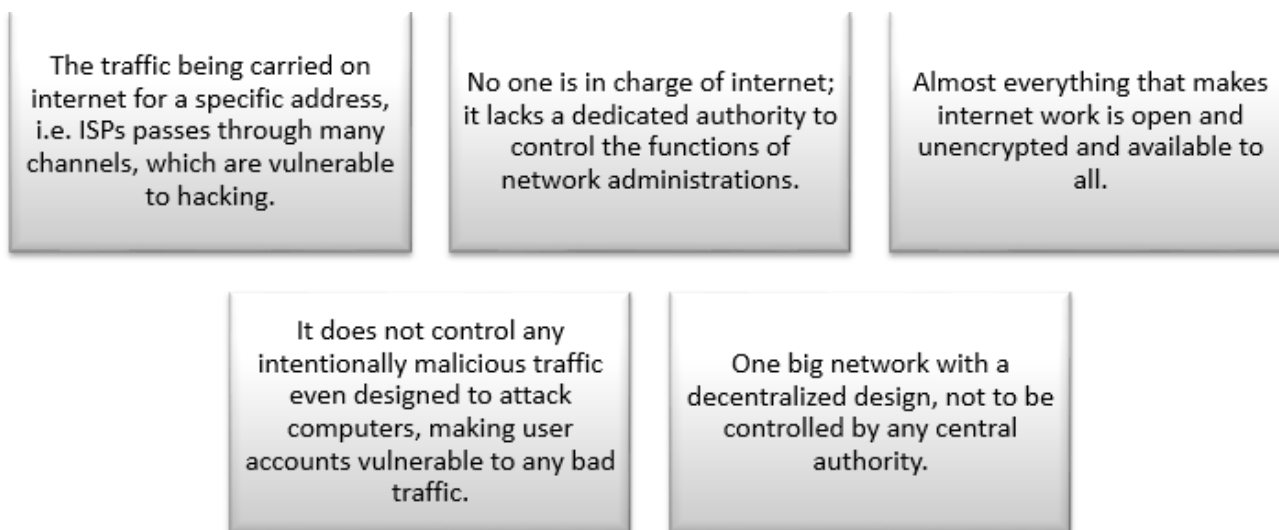 The traffic being carried on
internet for a specific address,
i.e. ISPs passes through many
channels, which are vulnerable
to hacking.
No one is in charge of internet;
it lacks a dedicated authority to
control the functions of
network administrations.
Almost everything that makes
internet work is open and
unencrypted and available to
all.
It does not control any
intentionally malicious traffic
even designed to attack
computers, making user
accounts vulnerable to any bad
traffic.
One big network with a
decentralized design, not to be
controlled by any central
authority.